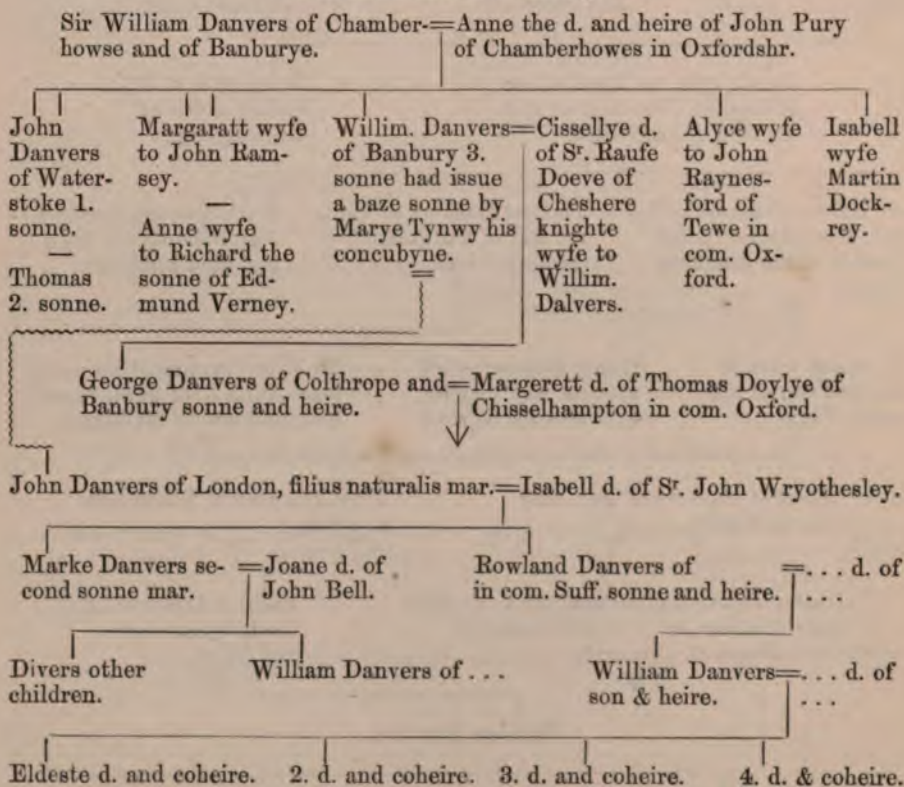 Sir William Danvers of Chamber-=Anne the d. and heire of John Pury
howse and of Banburye. of Chamberhowes in Oxfordshr.
John
Danvers
of Water-
stoke 1.
sonne.
—
Thomas
2. sonne.
Margaratt wyfe
to John Ram-
sey.
—
Anne wyfe
to Richard the
sonne of Ed-
mund Verney.
Willim. Danvers=
of Banbury 3.
sonne had issue
a baze sonne by
Marye Tynwy his
concubyne.
=
Cissellye d.
of Sr. Raufe
Doeve of
Cheshere
knighte
wyfe to
Willim.
Dalvers.
Alyce wyfe
to John
Raynes-
ford of
Tewe in
com. Ox-
ford.
Isabell
wyfe
Martin
Dock-
rey.
George Danvers of Colthrope and=Margerett d. of Thomas Doylye of
Banbury sonne and heire. Chisselhampton in com. Oxford.
John Danvers of London, filius naturalis mar.=Isabell d. of Sr. John Wryothesley.
Marke Danvers se-
cond sonne mar.
=Joane d. of
John Bell.
Rowland Danvers of
in com. Suff. sonne and heire.
=. . . d. of
. . .
Divers other
children.
William Danvers of . . .
William Danvers=
son & heire.
. . . d. of
. . .
Eldeste d. and coheire. 2. d. and coheire. 3. d. and coheire. 4. d. & coheire.